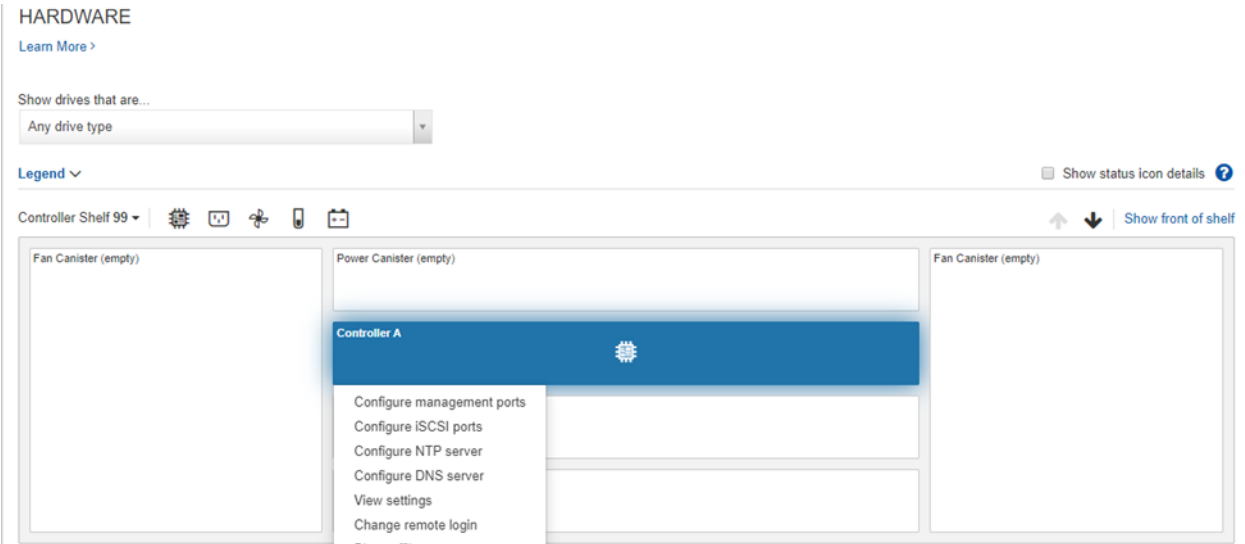 HARDWARE
Learn More >
Show drives that are...
Any drive type
Legend
Show status icon details ?
Controller Shelf 99
Show front of shelf
Fan Canister (empty)
Power Canister (empty)
Fan Canister (empty)
Controller A
Configure management ports
Configure iSCSI ports
Configure NTP server
Configure DNS server
View settings
Change remote login